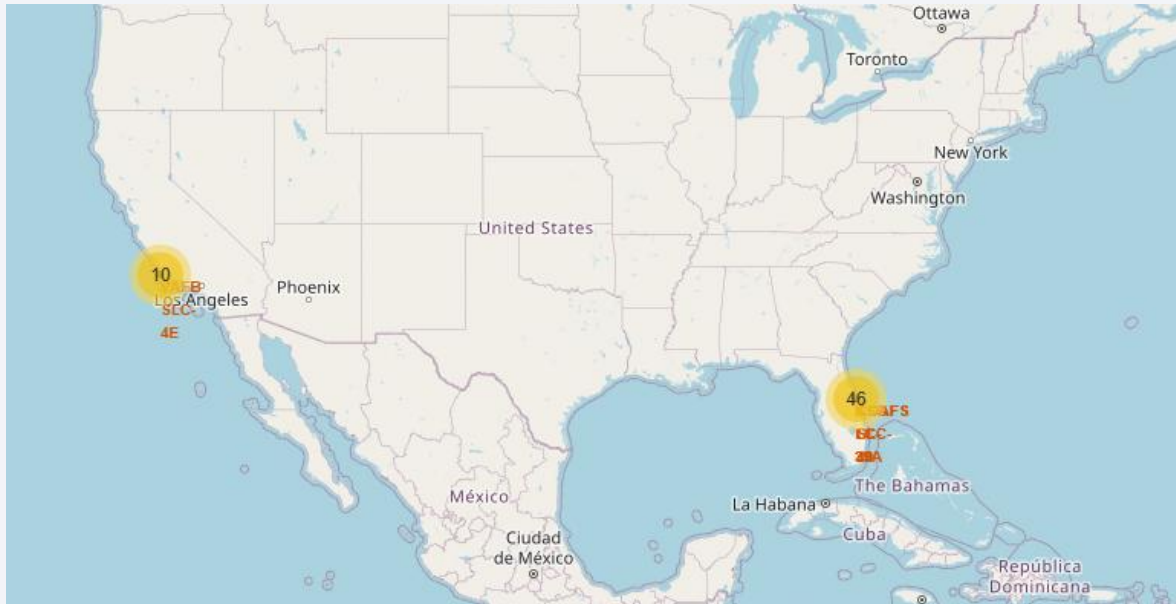 Ottawa
Toronto
New York
Washington
United States
10
VAFB
Los Angeles
SLC-
4E
Phoenix
46
The Bahamas
La Habana
Cuba
México
Ciudad
de México
República
Dominicana